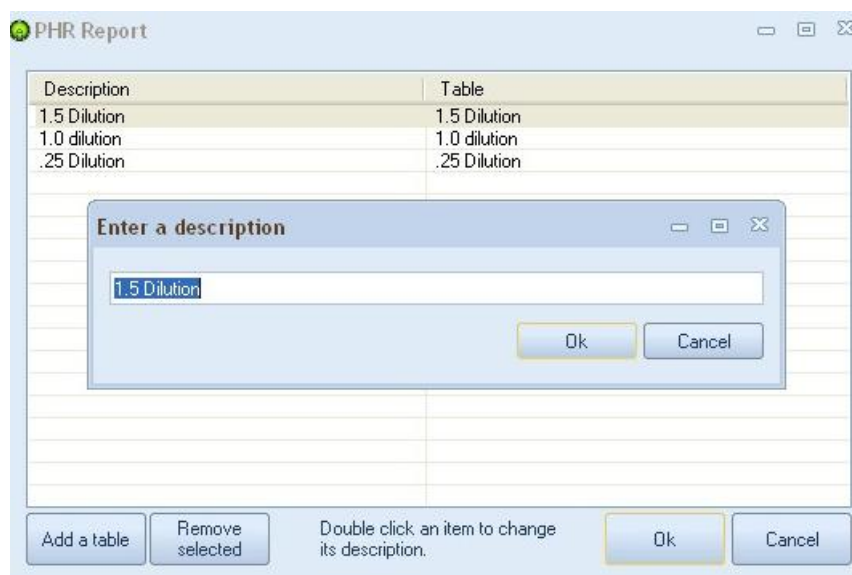 PHR Report
Description Table
1.5 Dilution 1.5 Dilution
1.0 dilution 1.0 dilution
.25 Dilution .25 Dilution
Enter a description
1.5 Dilution
Ok Cancel
Add a table
Remove
selected
Double click an item to change
its description.
Ok Cancel